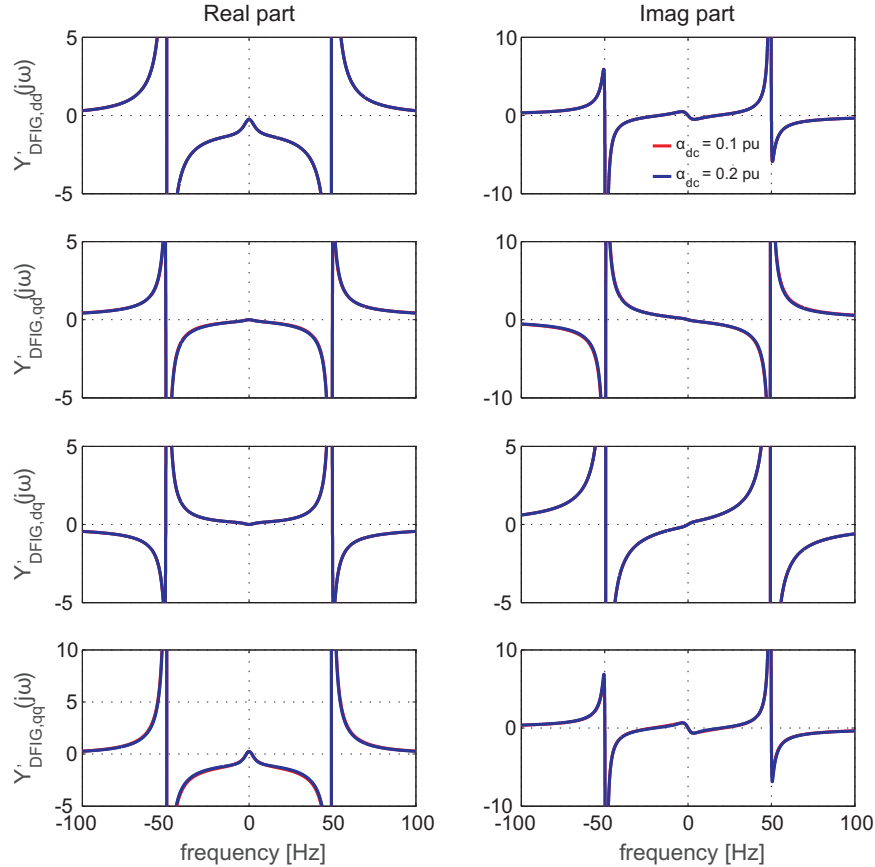 Real part
Imag part
Y'DFIG,dd(jω)
5
0
-5
10
0
-10
α_dc = 0.1 pu
α_dc = 0.2 pu
Y'DFIG,qd(jω)
5
0
-5
10
0
-10
Y'DFIG,dq(jω)
5
0
-5
5
0
-5
Y'DFIG,qq(jω)
10
5
0
-5
10
0
-10
-100 -50 0 50 100
-100 -50 0 50 100
frequency [Hz]
frequency [Hz]